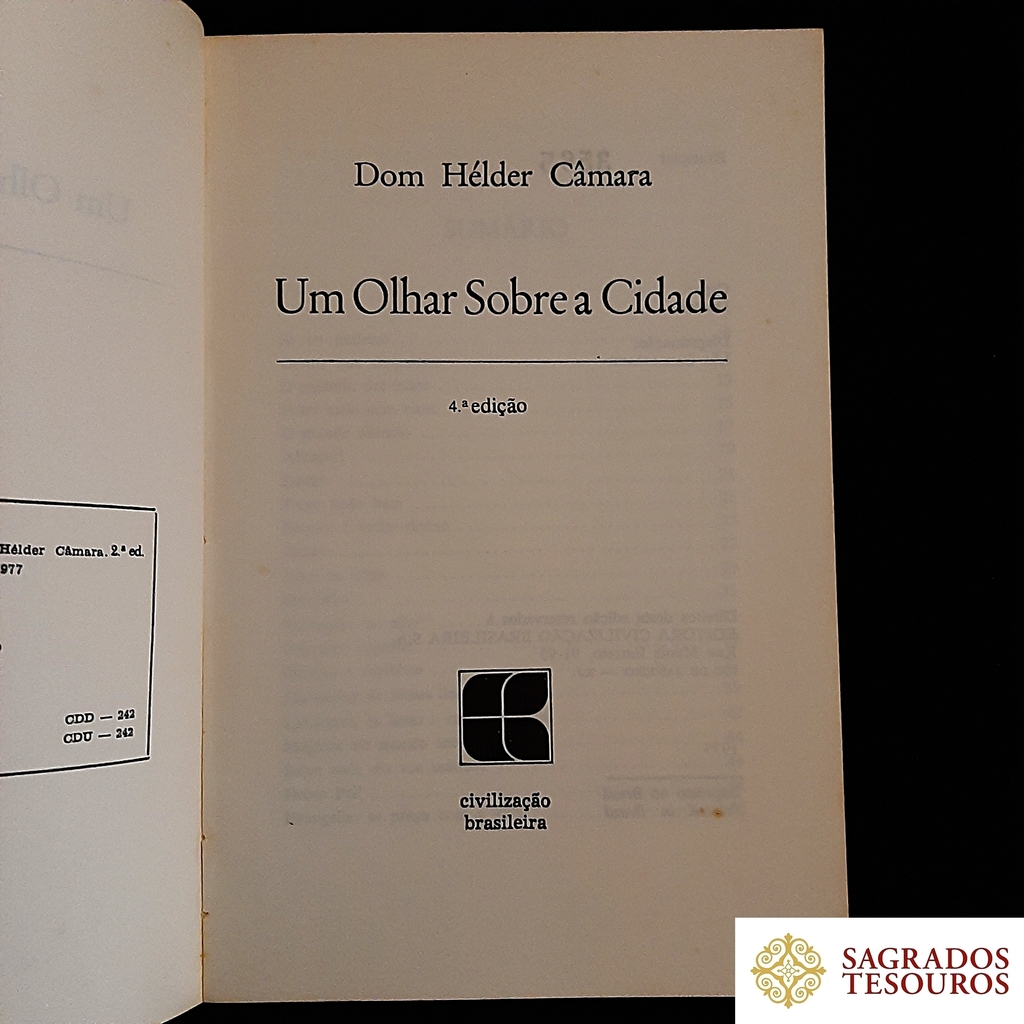 Hélder Câmara. 2.ª ed.
977
CDD — 242
CDU — 242
Dom Hélder Câmara
Um Olhar Sobre a Cidade
4.ª edição
civilização
brasileira
SAGRADOS
TESOUROS